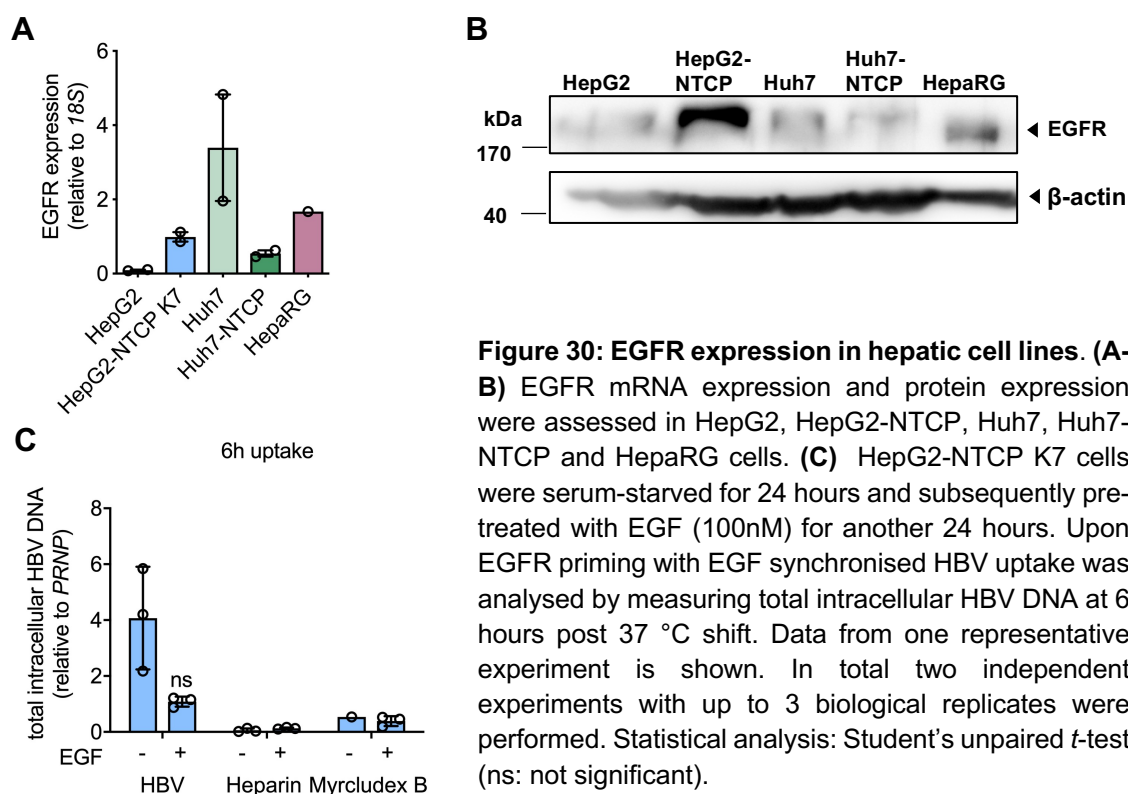 A
EGFR expression
(relative to 18S)
6
4
2
0
HepG2
HepG2-NTCP K7
Huh7
Huh7-NTCP
HepaRG
B
HepG2
HepG2-
NTCP
Huh7
Huh7-
NTCP
HepaRG
kDa
170
EGFR
40
β-actin
C
6h uptake
total intracellular HBV DNA
(relative to PRNP)
8
6
4
2
0
ns
EGF - + - + - +
HBV Heparin Myrcludex B
Figure 30: EGFR expression in hepatic cell lines. (A-
B) EGFR mRNA expression and protein expression
were assessed in HepG2, HepG2-NTCP, Huh7, Huh7-
NTCP and HepaRG cells. (C) HepG2-NTCP K7 cells
were serum-starved for 24 hours and subsequently pre-
treated with EGF (100nM) for another 24 hours. Upon
EGFR priming with EGF synchronised HBV uptake was
analysed by measuring total intracellular HBV DNA at 6
hours post 37 °C shift. Data from one representative
experiment is shown. In total two independent
experiments with up to 3 biological replicates were
performed. Statistical analysis: Student's unpaired t-test
(ns: not significant).